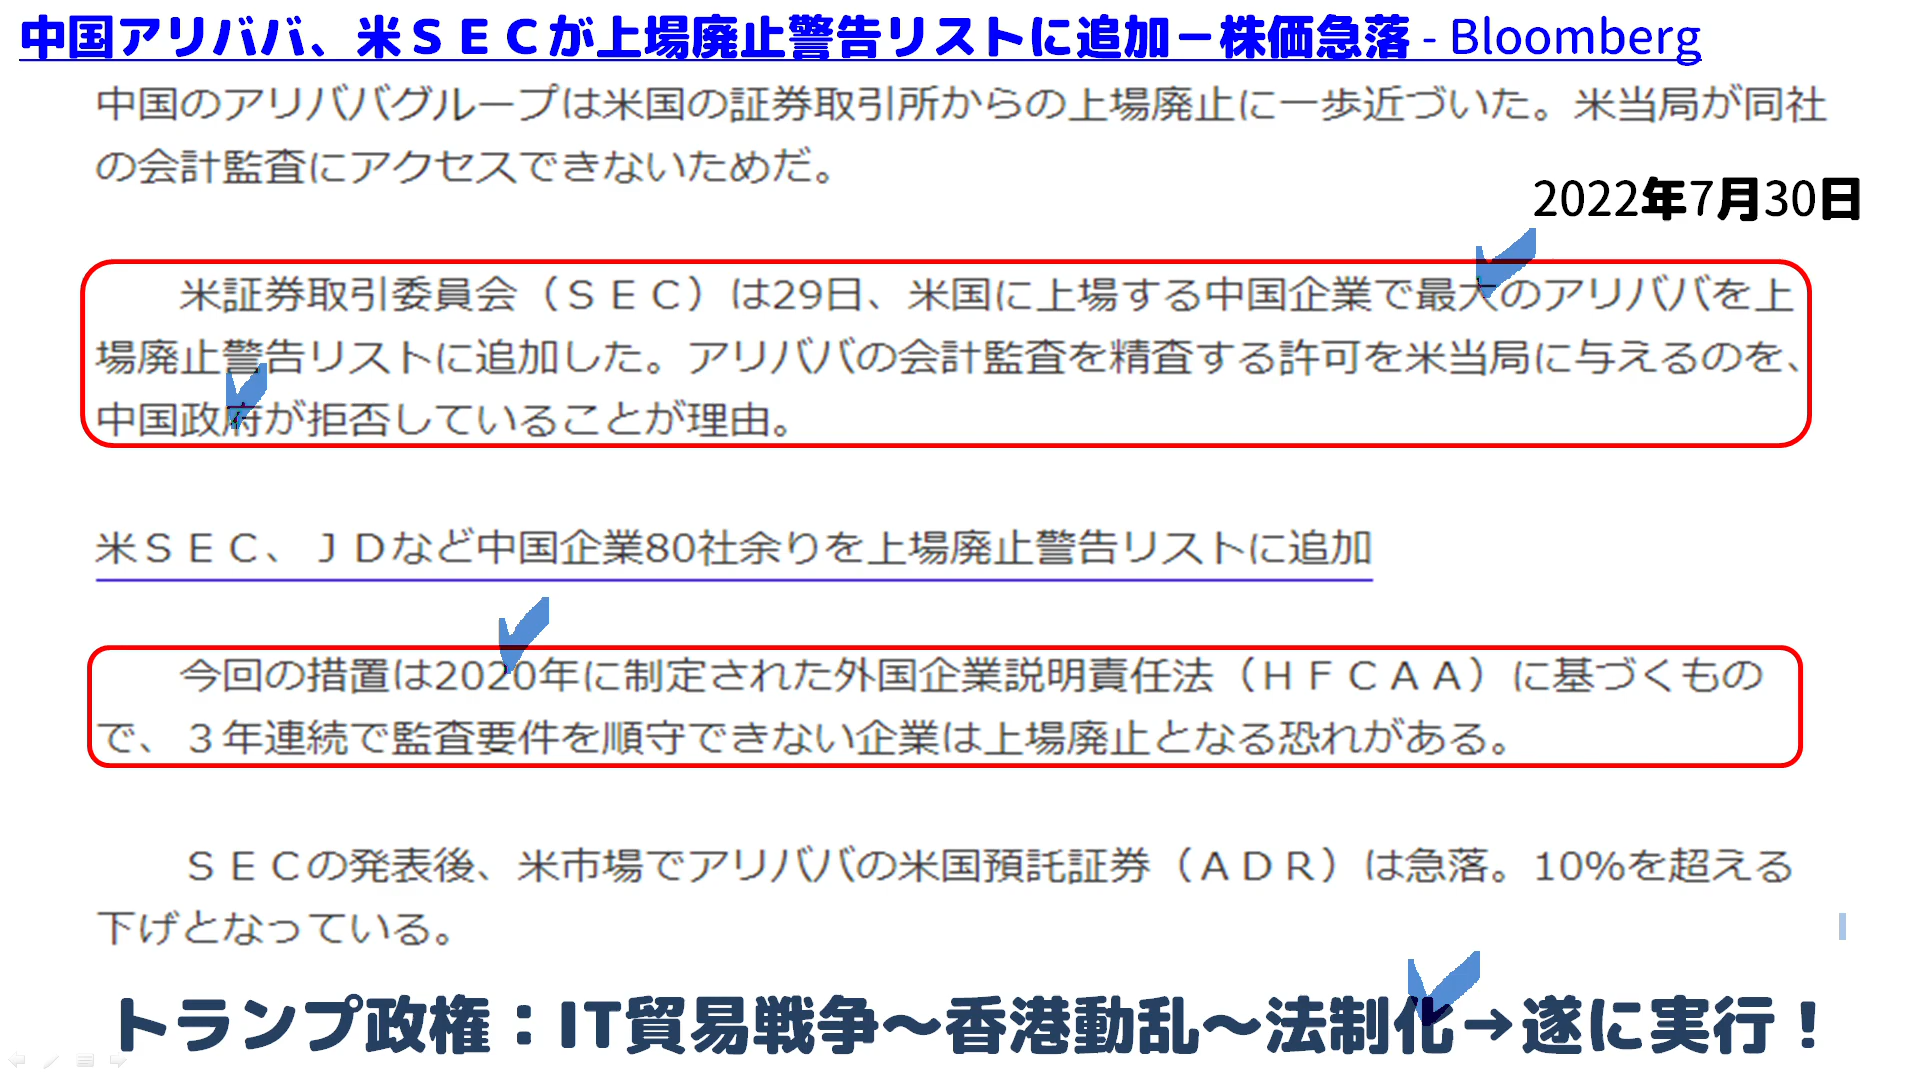 中国アリババ、米ＳＥＣが上場廃止警告リストに追加－株価急落 - Bloomberg
中国のアリババグループは米国の証券取引所からの上場廃止に一歩近づいた。米当局が同社
の会計監査にアクセスできないためだ。
2022年7月30日
米証券取引委員会（ＳＥＣ）は29日、米国に上場する中国企業で最大のアリババを上
場廃止警告リストに追加した。アリババの会計監査を精査する許可を米当局に与えるのを、
中国政府が拒否していることが理由。
米ＳＥＣ、ＪＤなど中国企業80社余りを上場廃止警告リストに追加
今回の措置は2020年に制定された外国企業説明責任法（ＨＦＣＡＡ）に基づくもの
で、３年連続で監査要件を順守できない企業は上場廃止となる恐れがある。
ＳＥＣの発表後、米市場でアリババの米国預託証券（ＡＤＲ）は急落。10%を超える
下げとなっている。
トランプ政権：IT貿易戦争～香港動乱～法制化→遂に実行！